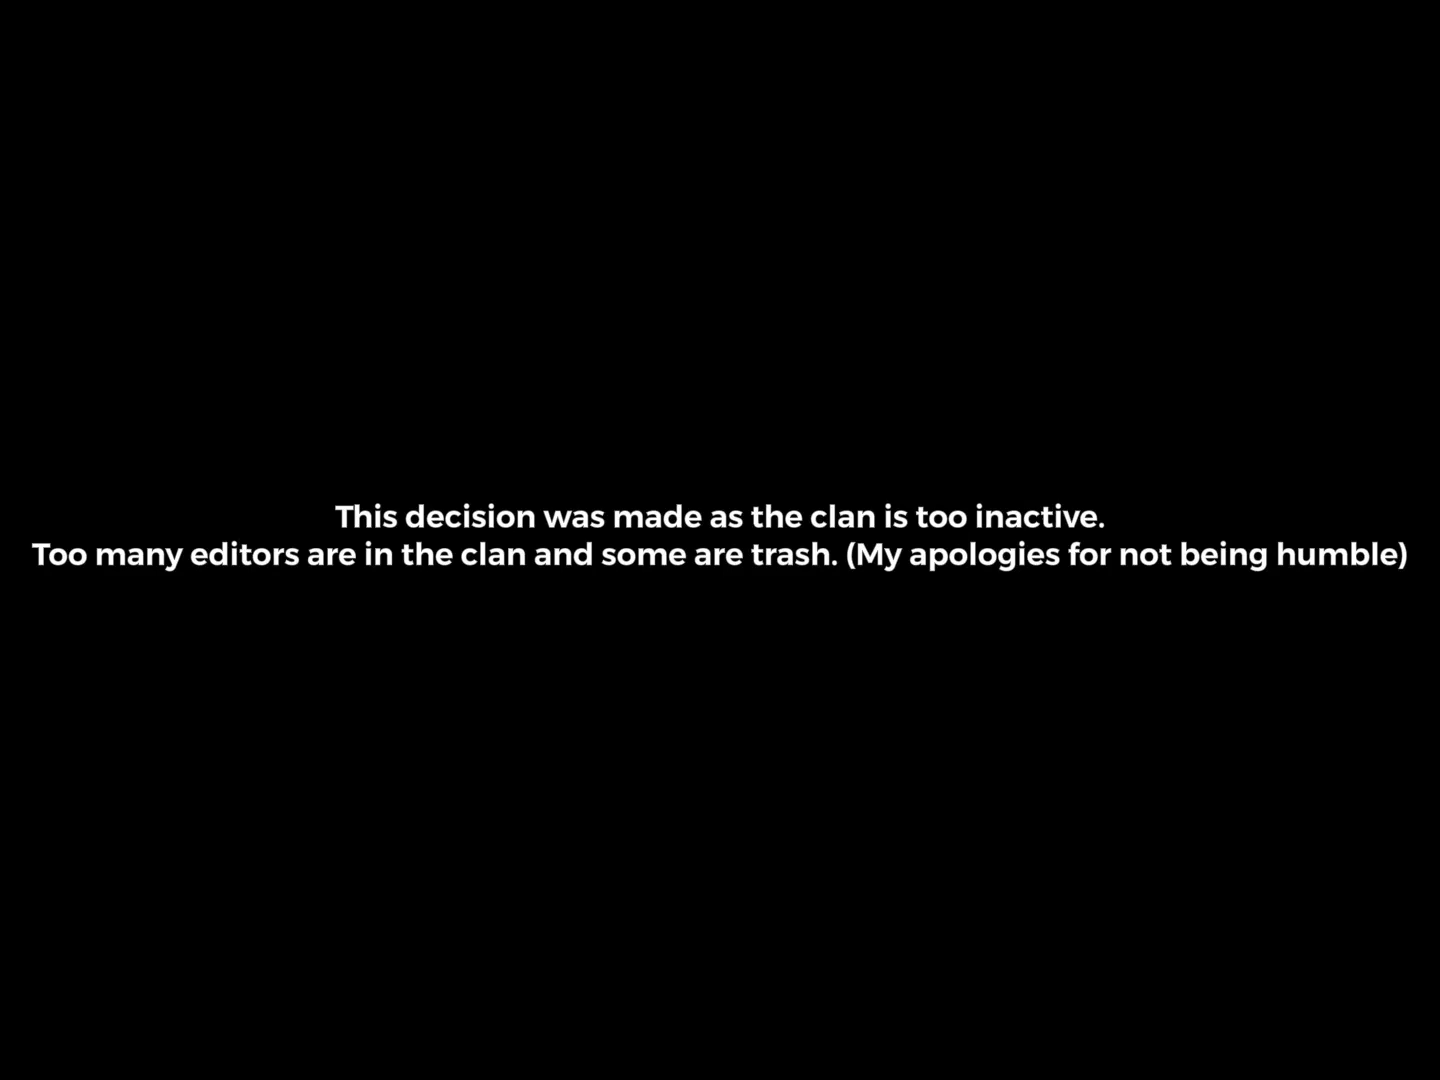 This decision was made as the clan is too inactive.
Too many editors are in the clan and some are trash. (My apologies for not being humble)